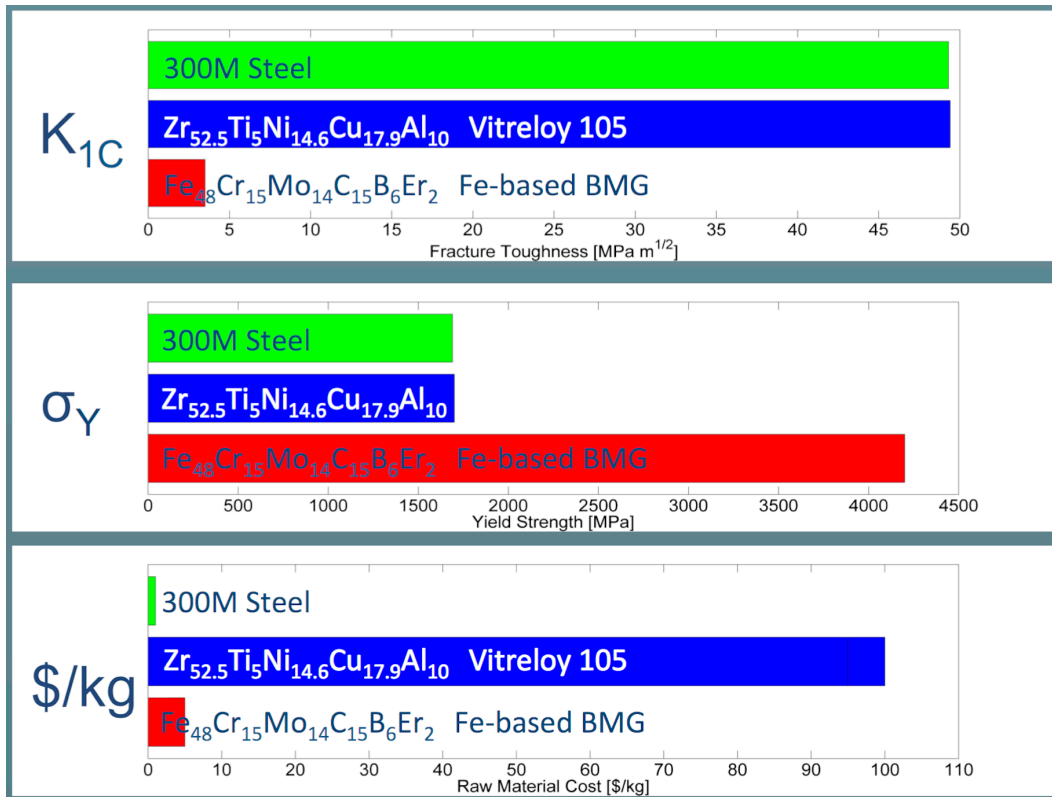 K₁C
300M Steel
Zr₅₂.₅Ti₅Ni₁₄.₆Cu₁₇.₉Al₁₀ Vitreloy 105
Fe₄₈Cr₁₅Mo₁₄C₁₅B₆Er₂ Fe-based BMG
0 5 10 15 20 25 30 35 40 45 50
Fracture Toughness [MPa m^1/2]
σY
300M Steel
Zr₅₂.₅Ti₅Ni₁₄.₆Cu₁₇.₉Al₁₀
Fe₄₈Cr₁₅Mo₁₄C₁₅B₆Er₂ Fe-based BMG
0 500 1000 1500 2000 2500 3000 3500 4000 4500
Yield Strength [MPa]
$/kg
300M Steel
Zr₅₂.₅Ti₅Ni₁₄.₆Cu₁₇.₉Al₁₀ Vitreloy 105
Fe₄₈Cr₁₅Mo₁₄C₁₅B₆Er₂ Fe-based BMG
0 10 20 30 40 50 60 70 80 90 100 110
Raw Material Cost [$/kg]